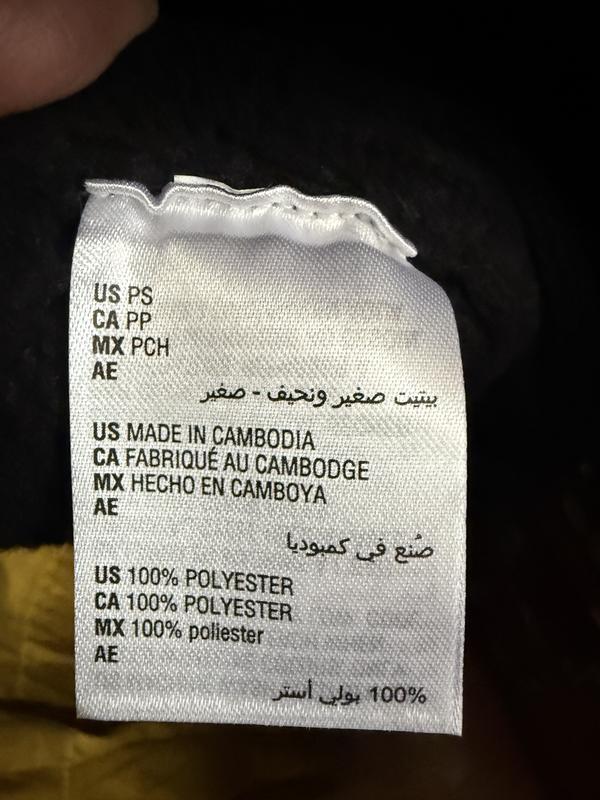 US PS
CA PP
MX PCH
AE
بيتيت صغير ونحيف - صغير
US MADE IN CAMBODIA
CA FABRIQUÉ AU CAMBODGE
MX HECHO EN CAMBOYA
AE
صُنع في كمبوديا
US 100% POLYESTER
CA 100% POLYESTER
MX 100% poliester
AE
100% بولي أستر